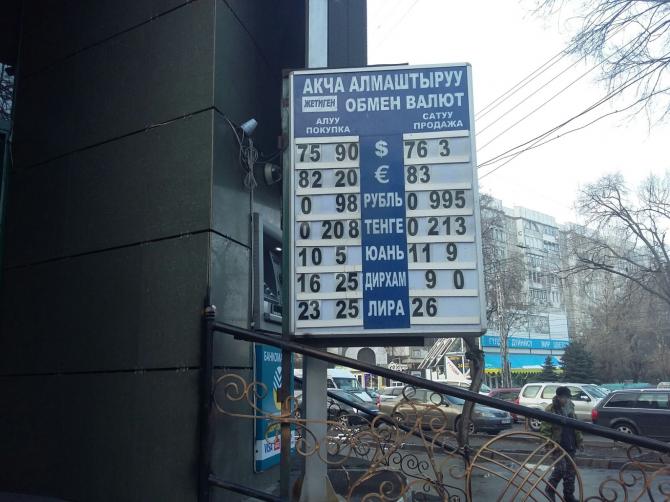 АКЧА АЛМАШТЫРУУ
ЖЕТИГЕН ОБМЕН ВАЛЮТ
АЛУУ САТУУ
ПОКУПКА ПРОДАЖА
75 90 $ 76 3
82 20 € 83
0 98 РУБЛЬ 0 995
0 208 ТЕНГЕ 0 213
10 5 ЮАНЬ 11 9
16 25 ДИРХАМ 9 0
23 25 ЛИРА 26
БАНКОМАТ
VISA